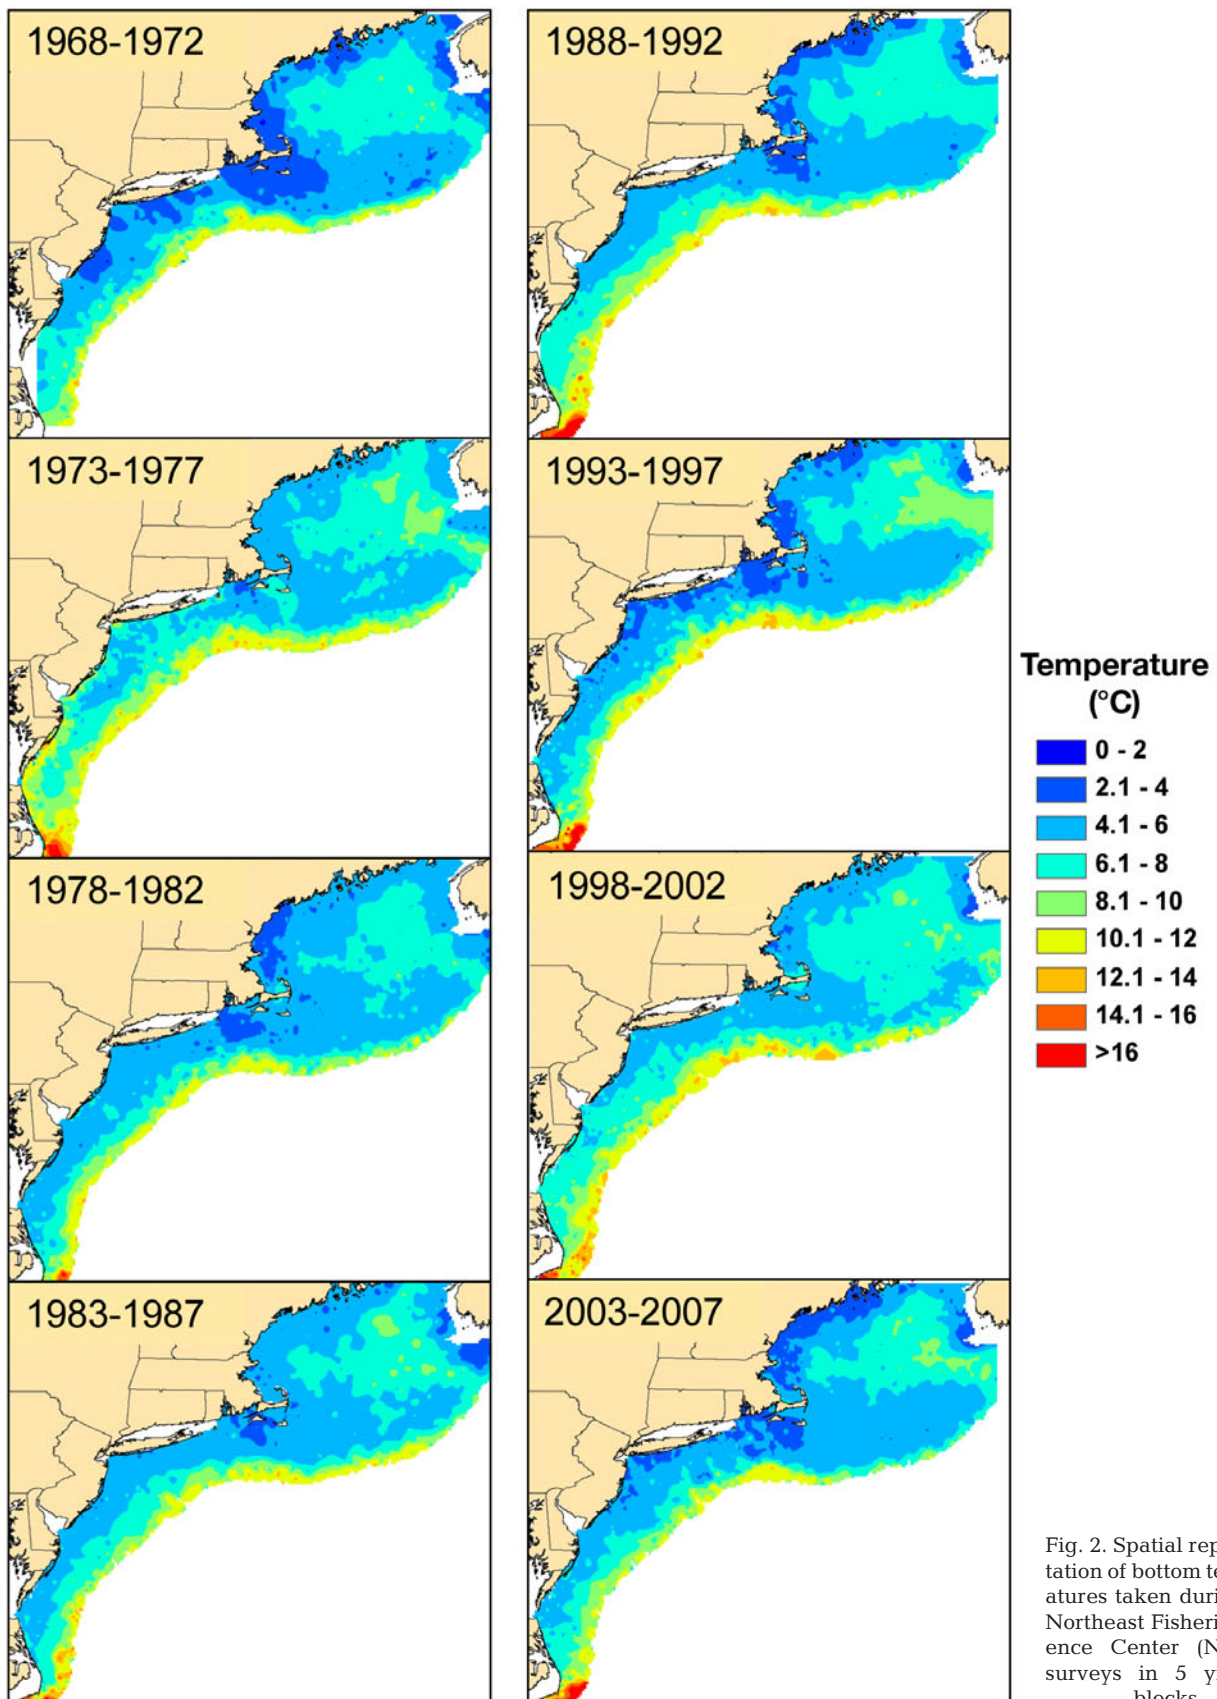 1968-1972
1988-1992
1973-1977
1993-1997
1978-1982
1998-2002
1983-1987
2003-2007
Temperature
(°C)
0 - 2
2.1 - 4
4.1 - 6
6.1 - 8
8.1 - 10
10.1 - 12
12.1 - 14
14.1 - 16
>16
Fig. 2. Spatial rep
tation of bottom te
atures taken duri
Northeast Fisheri
ence Center (N
surveys in 5 y
blocks